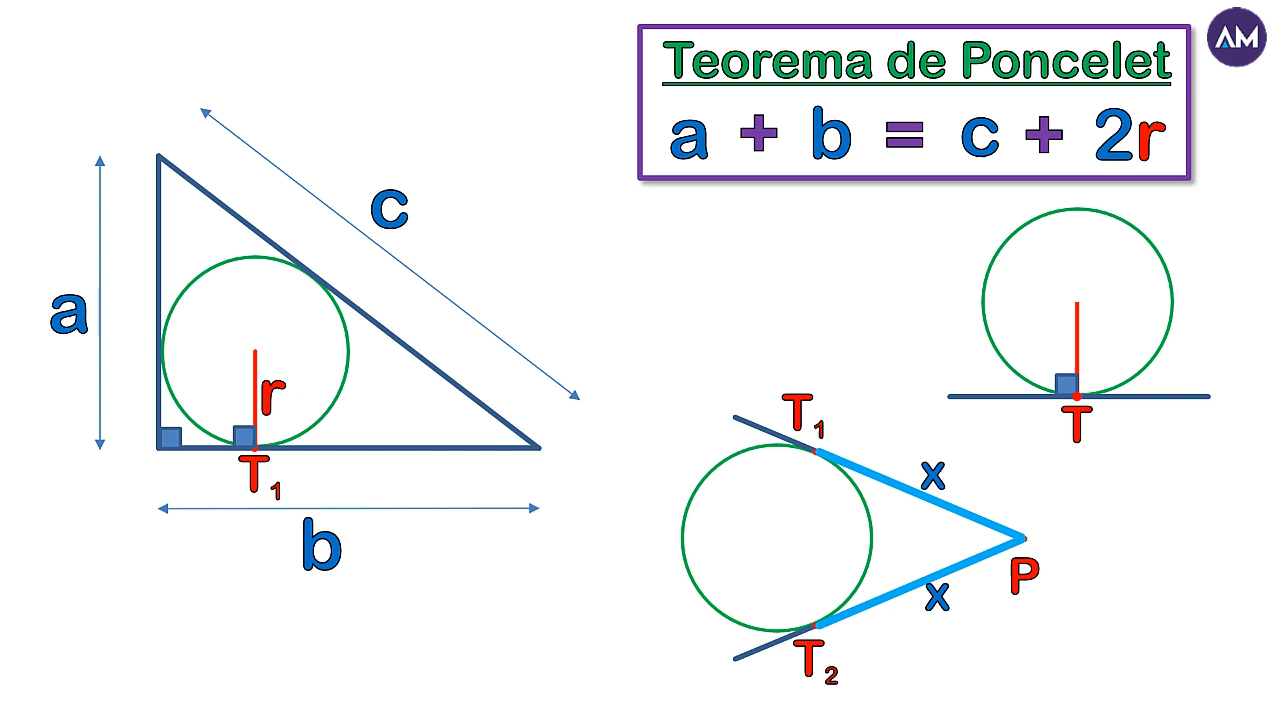 Teorema de Poncelet
a + b = c + 2r
AM
c
a
r
T1
b
T
T1
x
P
x
T2